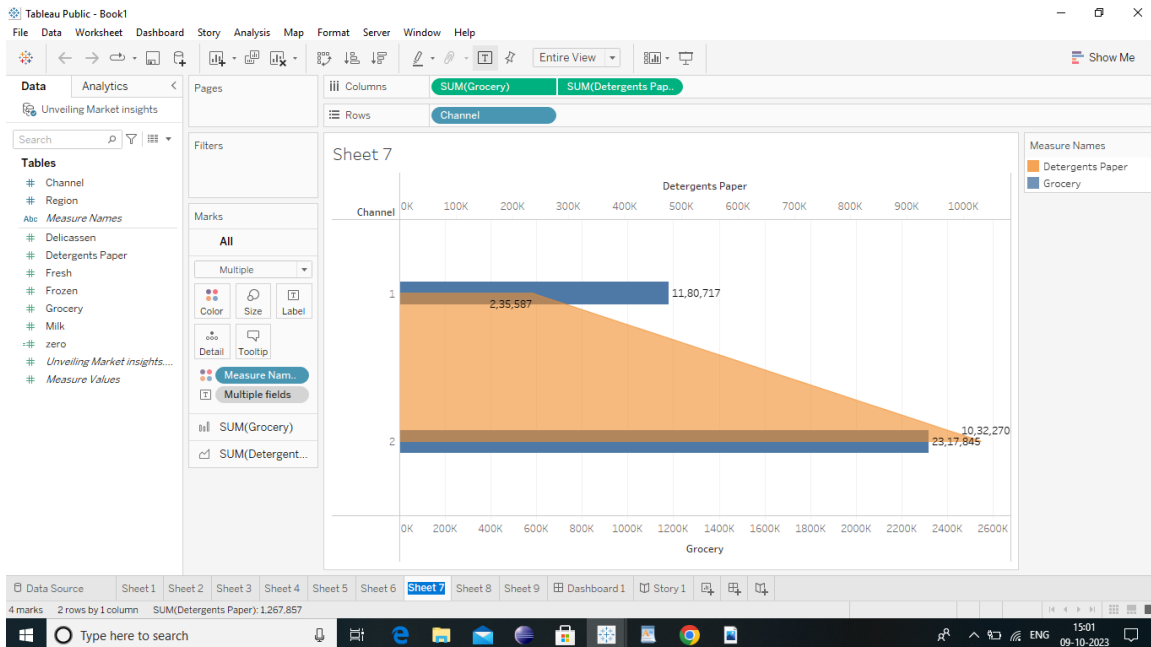 Tableau Public - Book1
File Data Worksheet Dashboard Story Analysis Map Format Server Window Help
Entire View
Show Me
Data Analytics
Unveiling Market insights
Search
Tables
# Channel
# Region
Abc Measure Names
# Delicassen
# Detergents Paper
# Fresh
# Frozen
# Grocery
# Milk
=# zero
# Unveiling Market insights....
# Measure Values
Pages
Filters
Marks
All
Multiple
Color Size Label
Detail Tooltip
Measure Nam..
Multiple fields
SUM(Grocery)
SUM(Detergent...
Columns SUM(Grocery) SUM(Detergents Pap..
Rows Channel
Sheet 7
Detergents Paper
Channel 0K 100K 200K 300K 400K 500K 600K 700K 800K 900K 1000K
1 11,80,717
2,35,587
10,32,270
2 23,17,845
0K 200K 400K 600K 800K 1000K 1200K 1400K 1600K 1800K 2000K 2200K 2400K 2600K
Grocery
Measure Names
Detergents Paper
Grocery
Data Source Sheet 1 Sheet 2 Sheet 3 Sheet 4 Sheet 5 Sheet 6 Sheet 7 Sheet 8 Sheet 9 Dashboard 1 Story 1
4 marks 2 rows by 1 column SUM(Detergents Paper): 1,267,857
Type here to search
ENG
15:01
09-10-2023